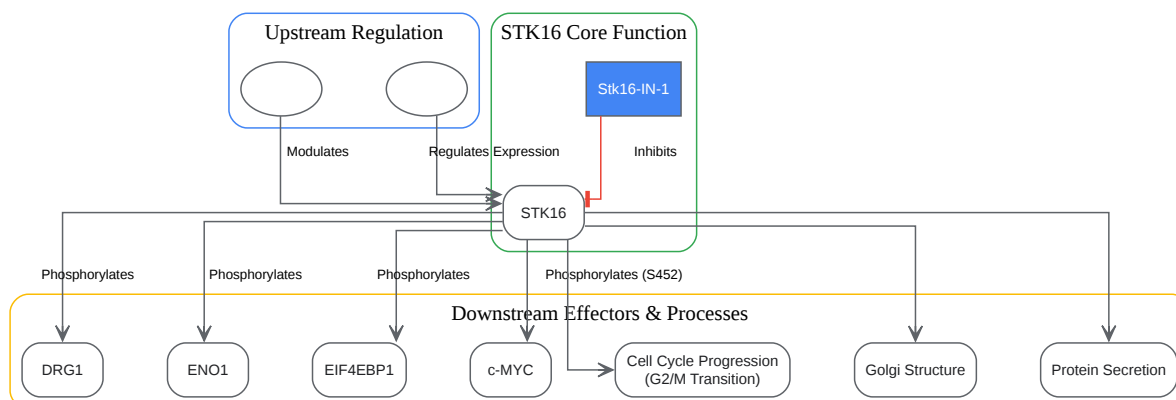 Upstream Regulation
STK16 Core Function
Stk16-IN-1
Modulates
Regulates Expression
Inhibits
STK16
Phosphorylates
Phosphorylates
Phosphorylates
Phosphorylates (S452)
Downstream Effectors & Processes
DRG1
ENO1
EIF4EBP1
c-MYC
Cell Cycle Progression
(G2/M Transition)
Golgi Structure
Protein Secretion